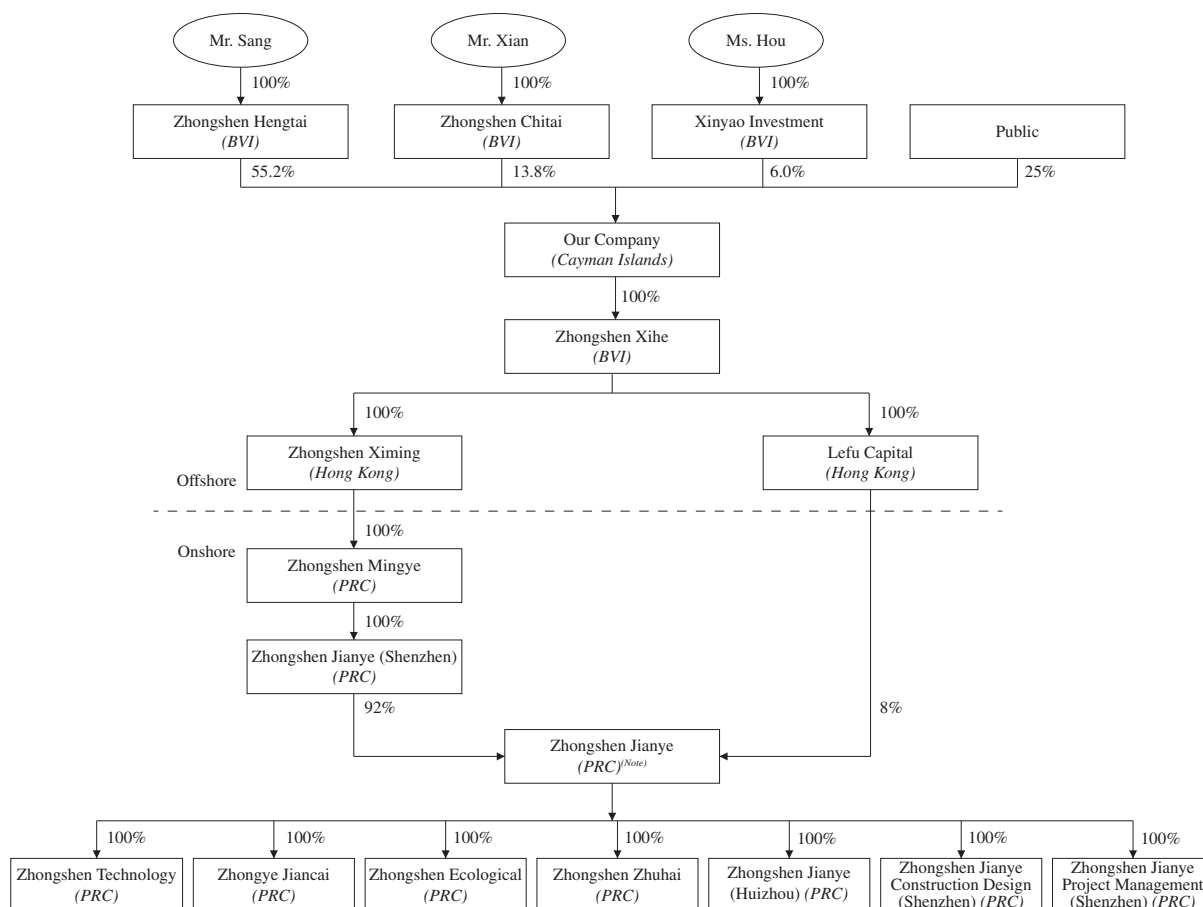 Mr. Sang
Mr. Xian
Ms. Hou
100%
100%
100%
Zhongshen Hengtai
(BVI)
Zhongshen Chitai
(BVI)
Xinyao Investment
(BVI)
Public
55.2%
13.8%
6.0%
25%
Our Company
(Cayman Islands)
100%
Zhongshen Xihe
(BVI)
100%
100%
Zhongshen Ximing
(Hong Kong)
Lefu Capital
(Hong Kong)
Offshore
100%
Onshore
Zhongshen Mingye
(PRC)
100%
Zhongshen Jianye (Shenzhen)
(PRC)
92%
8%
Zhongshen Jianye
(PRC)(Note)
100%
100%
100%
100%
100%
100%
100%
Zhongshen Technology
(PRC)
Zhongye Jiancai
(PRC)
Zhongshen Ecological
(PRC)
Zhongshen Zhuhai
(PRC)
Zhongshen Jianye
(Huizhou) (PRC)
Zhongshen Jianye
Construction Design
(Shenzhen) (PRC)
Zhongshen Jianye
Project Management
(Shenzhen) (PRC)